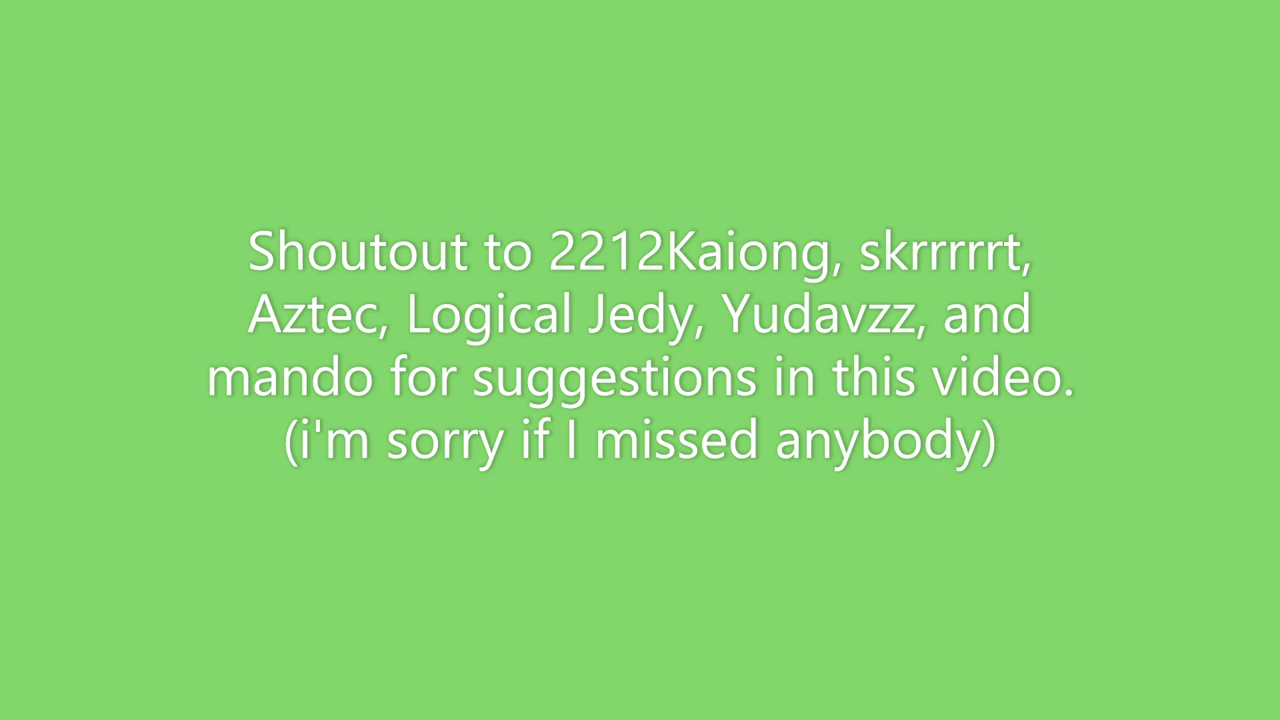 Shoutout to 2212Kaiong, skrrrrrt,
Aztec, Logical Jedy, Yudavzz, and
mando for suggestions in this video.
(i'm sorry if I missed anybody)